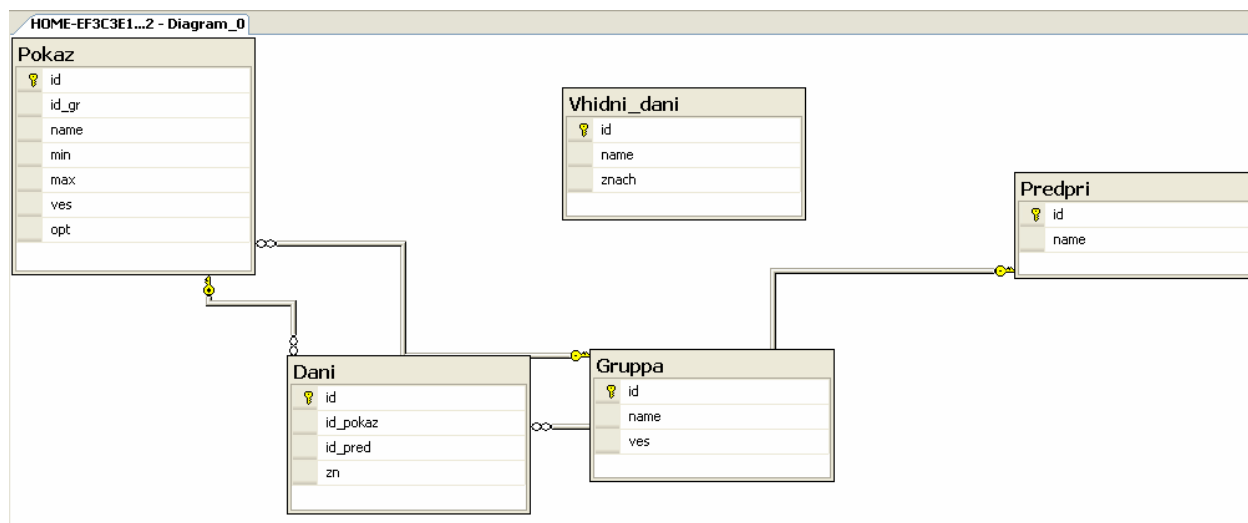 HOME-EF3C3E1...2 - Diagram_0
Pokaz
id
id_gr
name
min
max
ves
opt
Vhidni_dani
id
name
znach
Predpri
id
name
Dani
id
id_pokaz
id_pred
zn
Gruppa
id
name
ves